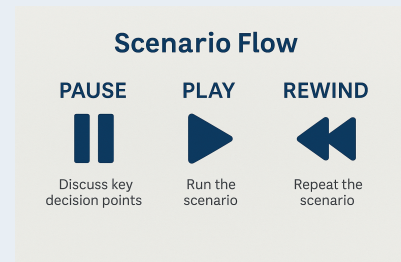 Scenario Flow
PAUSE
PLAY
REWIND
Discuss key
decision points
Run the
scenario
Repeat the
scenario